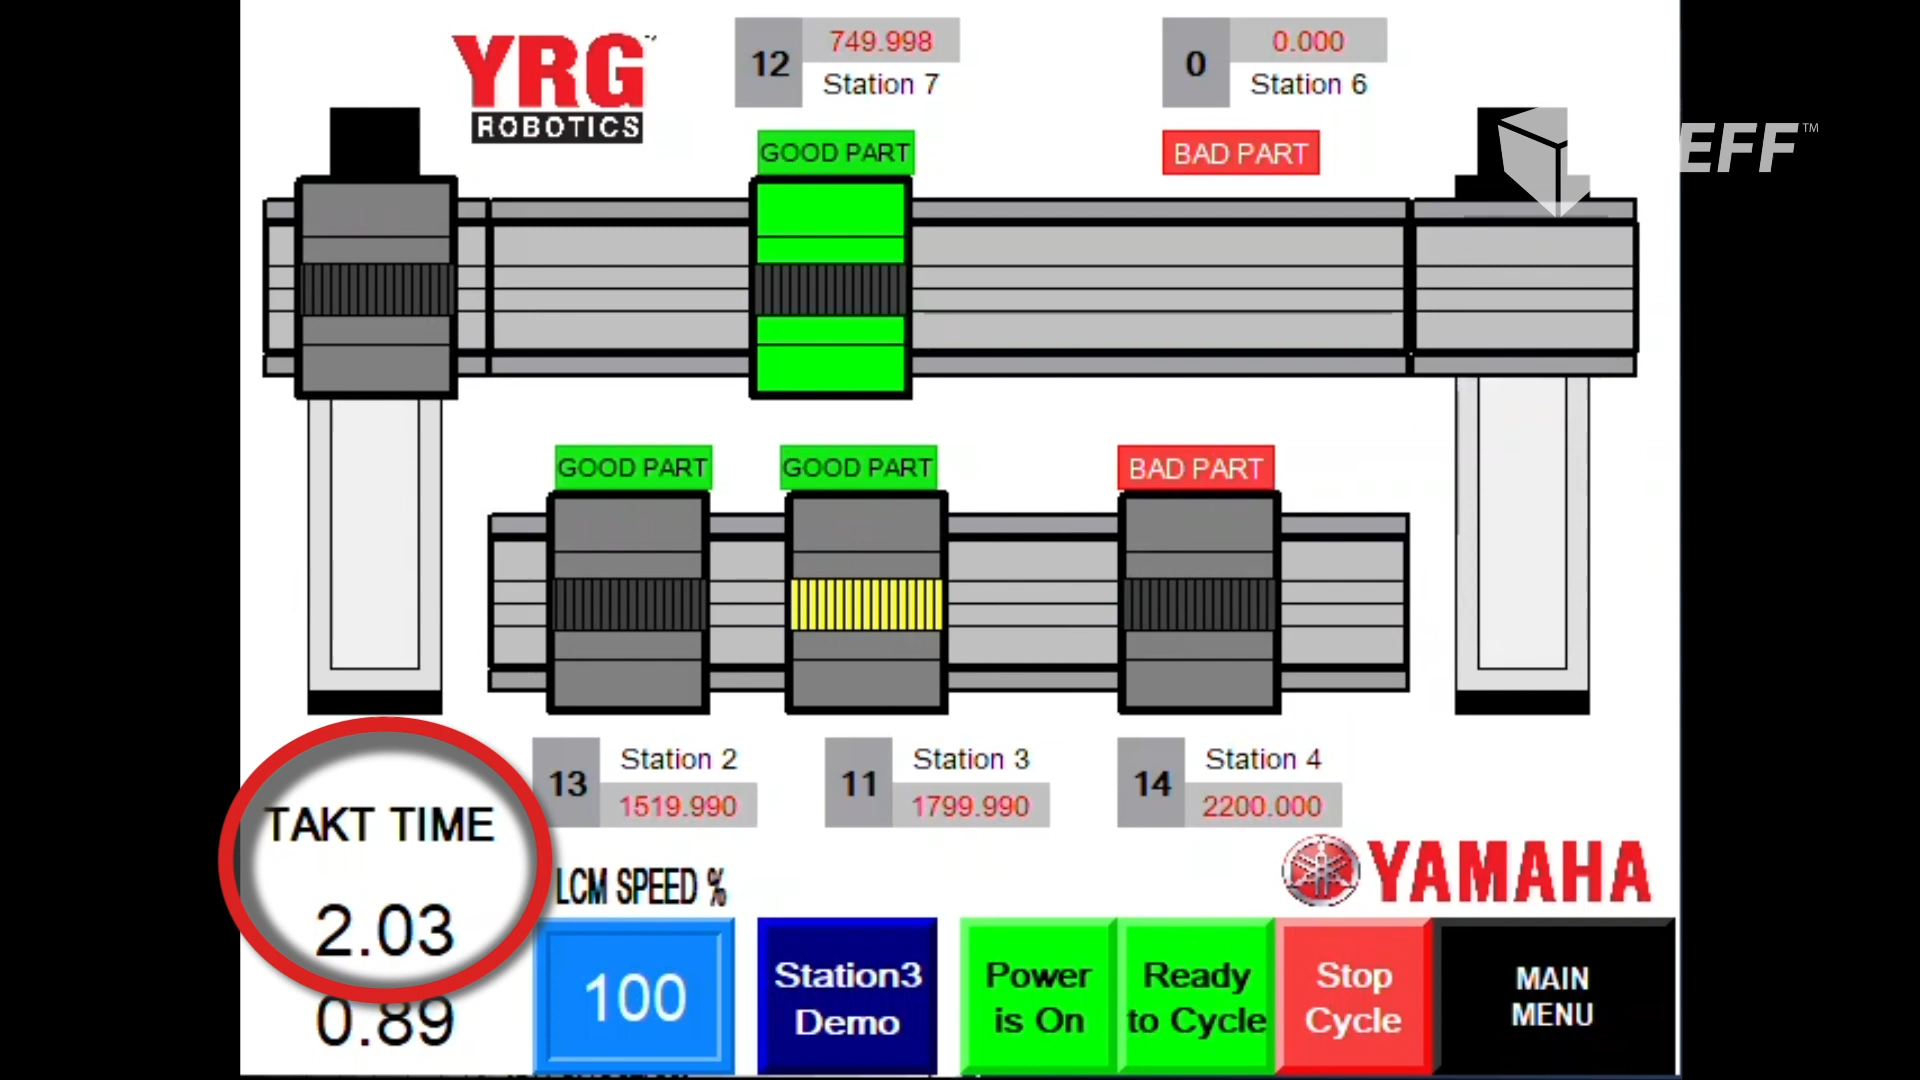 YRG
ROBOTICS
12
749.998
Station 7
0
0.000
Station 6
EFF™
GOOD PART
BAD PART
GOOD PART
GOOD PART
BAD PART
13
Station 2
1519.990
11
Station 3
1799.990
14
Station 4
2200.000
TAKT TIME
2.03
0.89
LCM SPEED %
100
YAMAHA
Station3
Demo
Power
is On
Ready
to Cycle
Stop
Cycle
MAIN
MENU